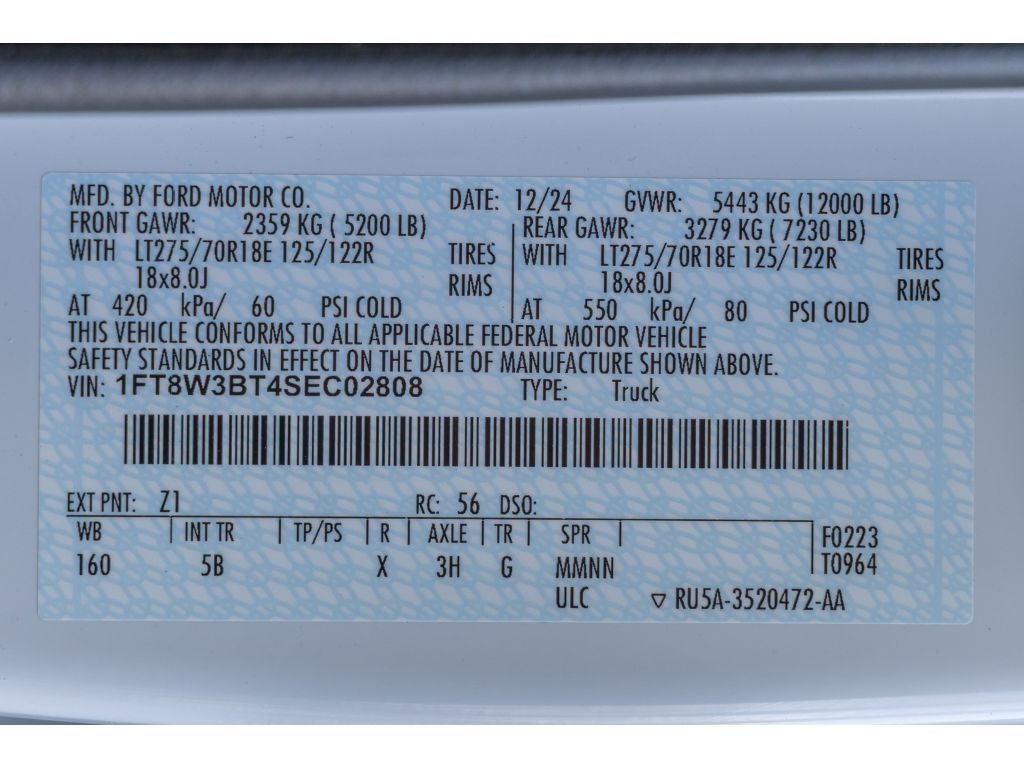 MFD. BY FORD MOTOR CO. DATE: 12/24 GVWR: 5443 KG (12000 LB)
FRONT GAWR: 2359 KG ( 5200 LB) REAR GAWR: 3279 KG ( 7230 LB)
WITH LT275/70R18E 125/122R TIRES WITH LT275/70R18E 125/122R TIRES
18x8.0J RIMS 18x8.0J RIMS
AT 420 kPa/ 60 PSI COLD AT 550 kPa/ 80 PSI COLD
THIS VEHICLE CONFORMS TO ALL APPLICABLE FEDERAL MOTOR VEHICLE
SAFETY STANDARDS IN EFFECT ON THE DATE OF MANUFACTURE SHOWN ABOVE.
VIN: 1FT8W3BT4SEC02808 TYPE: Truck
EXT PNT: Z1 RC: 56 DSO:
WB INT TR TP/PS R AXLE TR SPR F0223
160 5B X 3H G MMNN T0964
ULC ▽ RU5A-3520472-AA